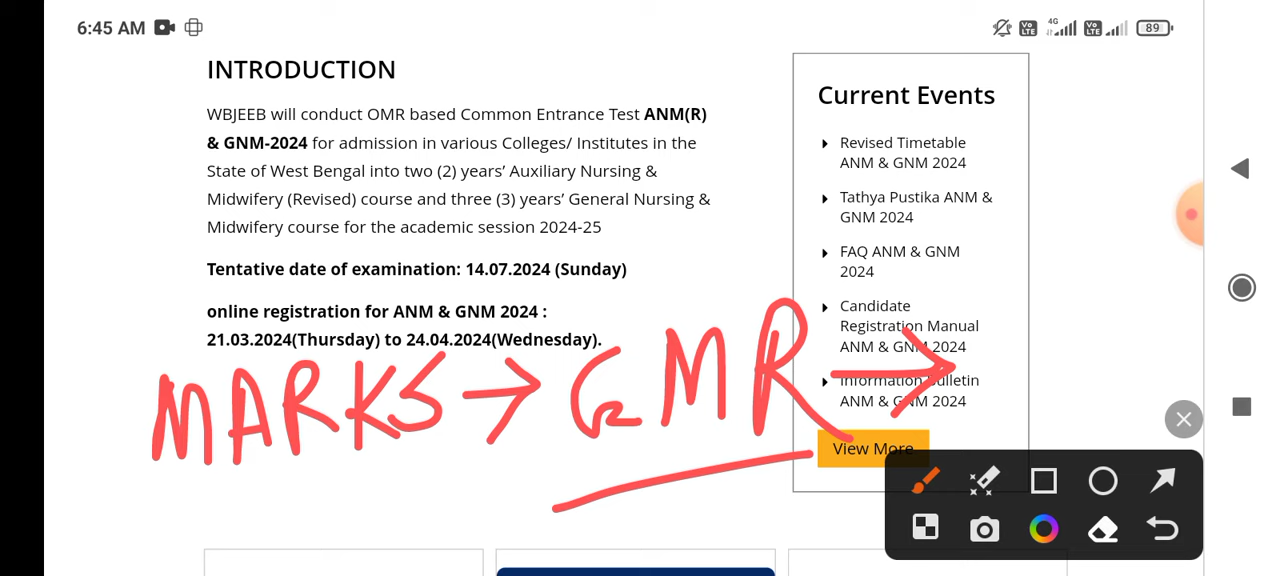 6:45 AM
Vo LTE 4G Vo LTE 89
INTRODUCTION
WBJEEB will conduct OMR based Common Entrance Test ANM(R)
& GNM-2024 for admission in various Colleges/ Institutes in the
State of West Bengal into two (2) years’ Auxiliary Nursing &
Midwifery (Revised) course and three (3) years’ General Nursing &
Midwifery course for the academic session 2024-25
Tentative date of examination: 14.07.2024 (Sunday)
online registration for ANM & GNM 2024 :
21.03.2024(Thursday) to 24.04.2024(Wednesday).
MARKS → GMR →
Current Events
Revised Timetable
ANM & GNM 2024
Tathya Pustika ANM &
GNM 2024
FAQ ANM & GNM
2024
Candidate
Registration Manual
ANM & GNM 2024
Information Bulletin
ANM & GNM 2024
View More